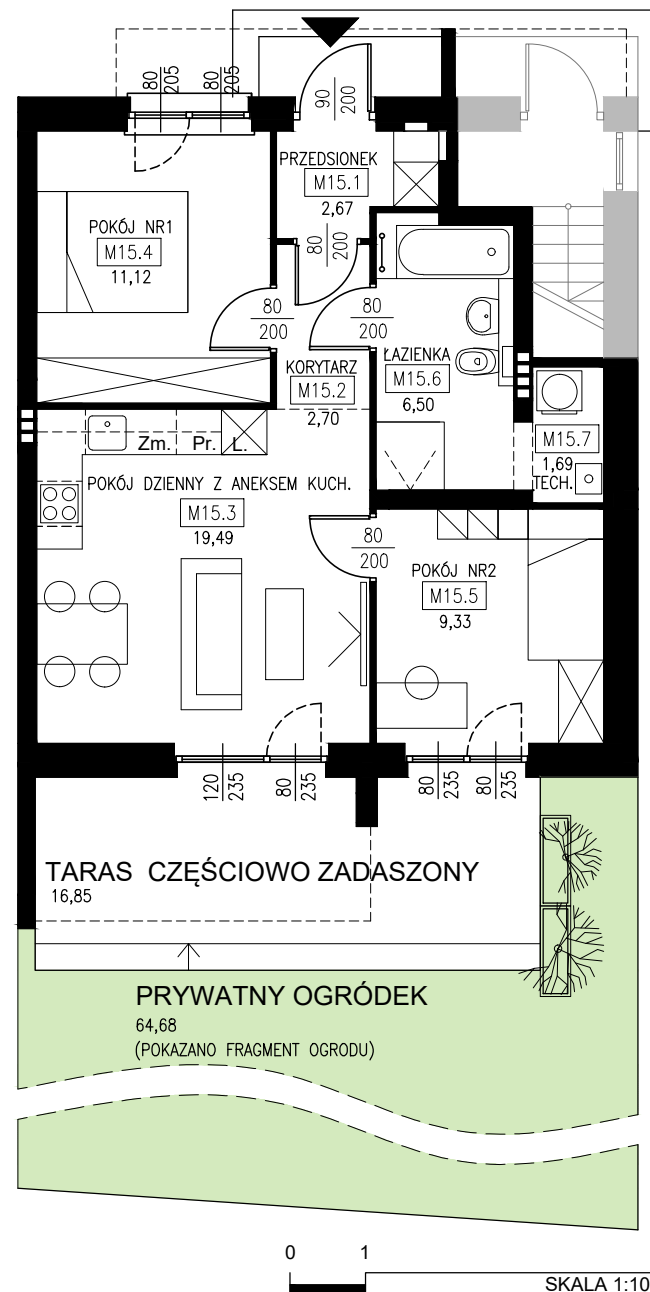 80
205
80
205
90
200
PRZEDSIONEK
M15.1
2,67
POKÓJ NR1
M15.4
11,12
80
200
80
200
80
200
KORYTARZ
M15.2
2,70
ŁAZIENKA
M15.6
6,50
M15.7
1,69
TECH.
Zm. Pr. L.
POKÓJ DZIENNY Z ANEKSEM KUCH.
M15.3
19,49
80
200
POKÓJ NR2
M15.5
9,33
120
235
80
235
80
235
80
235
TARAS CZĘŚCIOWO ZADASZONY
16,85
PRYWATNY OGRÓDEK
64,68
(POKAZANO FRAGMENT OGRODU)
0 1
SKALA 1:10